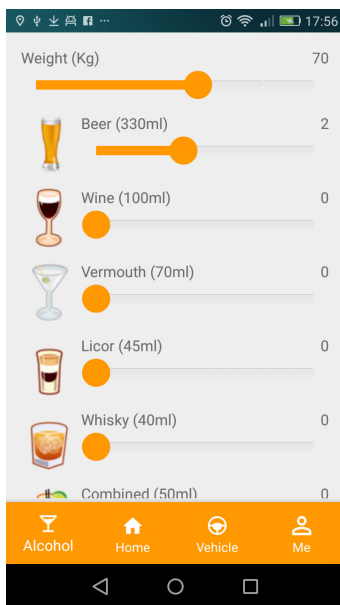 17:56
Weight (Kg) 70
Beer (330ml) 2
Wine (100ml) 0
Vermouth (70ml) 0
Licor (45ml) 0
Whisky (40ml) 0
Combined (50ml) 0
Alcohol Home Vehicle Me